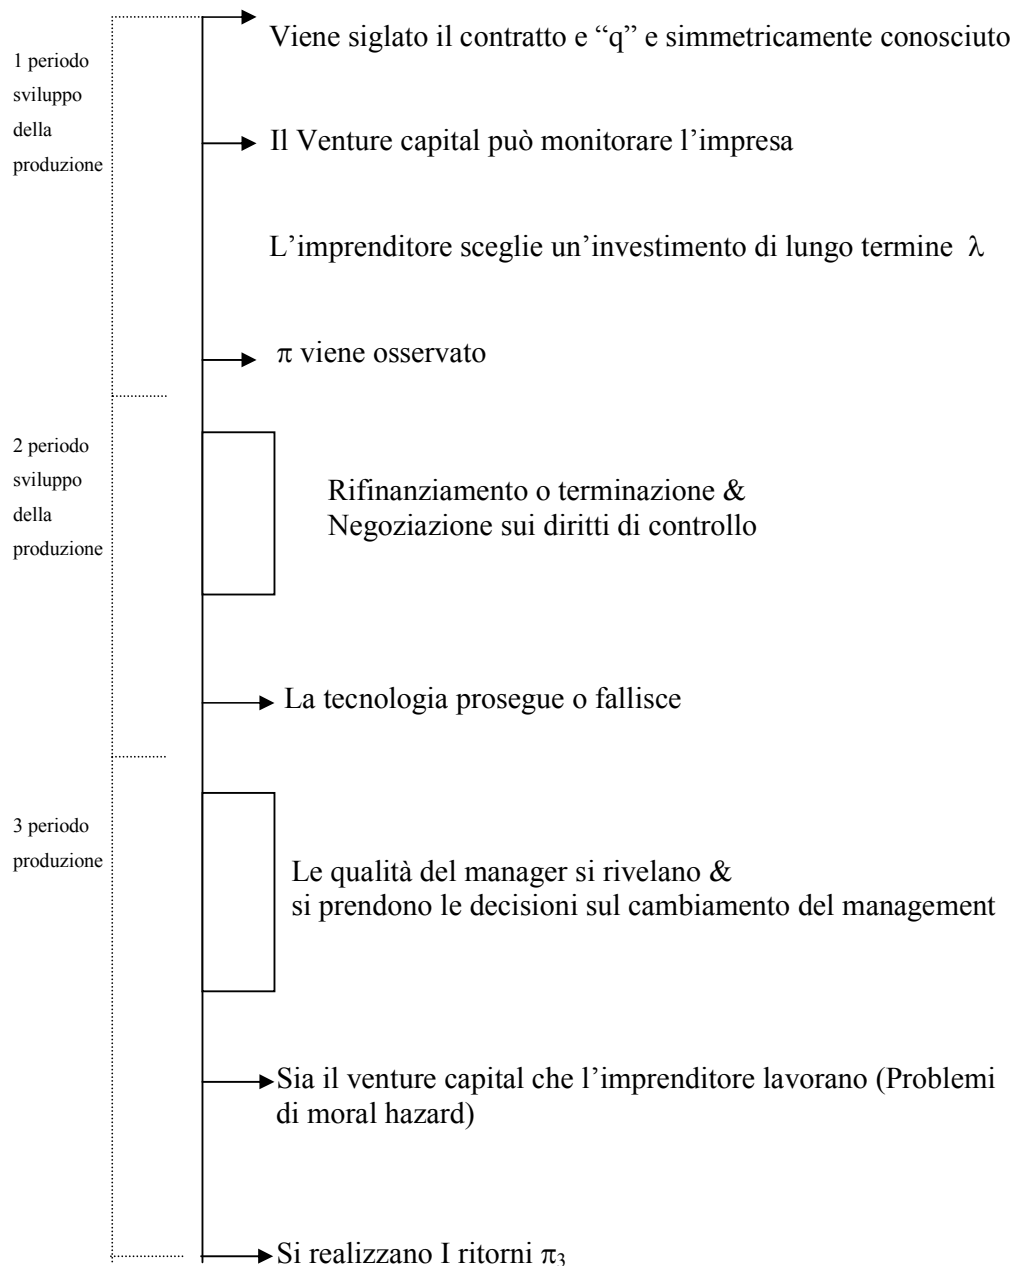 Viene siglato il contratto e “q” e simmetricamente conosciuto
1 periodo
sviluppo
della
produzione
Il Venture capital può monitorare l’impresa
L’imprenditore sceglie un’investimento di lungo termine λ
π viene osservato
2 periodo
sviluppo
della
produzione
Rifinanziamento o terminazione &
Negoziazione sui diritti di controllo
La tecnologia prosegue o fallisce
3 periodo
produzione
Le qualità del manager si rivelano &
si prendono le decisioni sul cambiamento del management
Sia il venture capital che l’imprenditore lavorano (Problemi
di moral hazard)
Si realizzano I ritorni π3